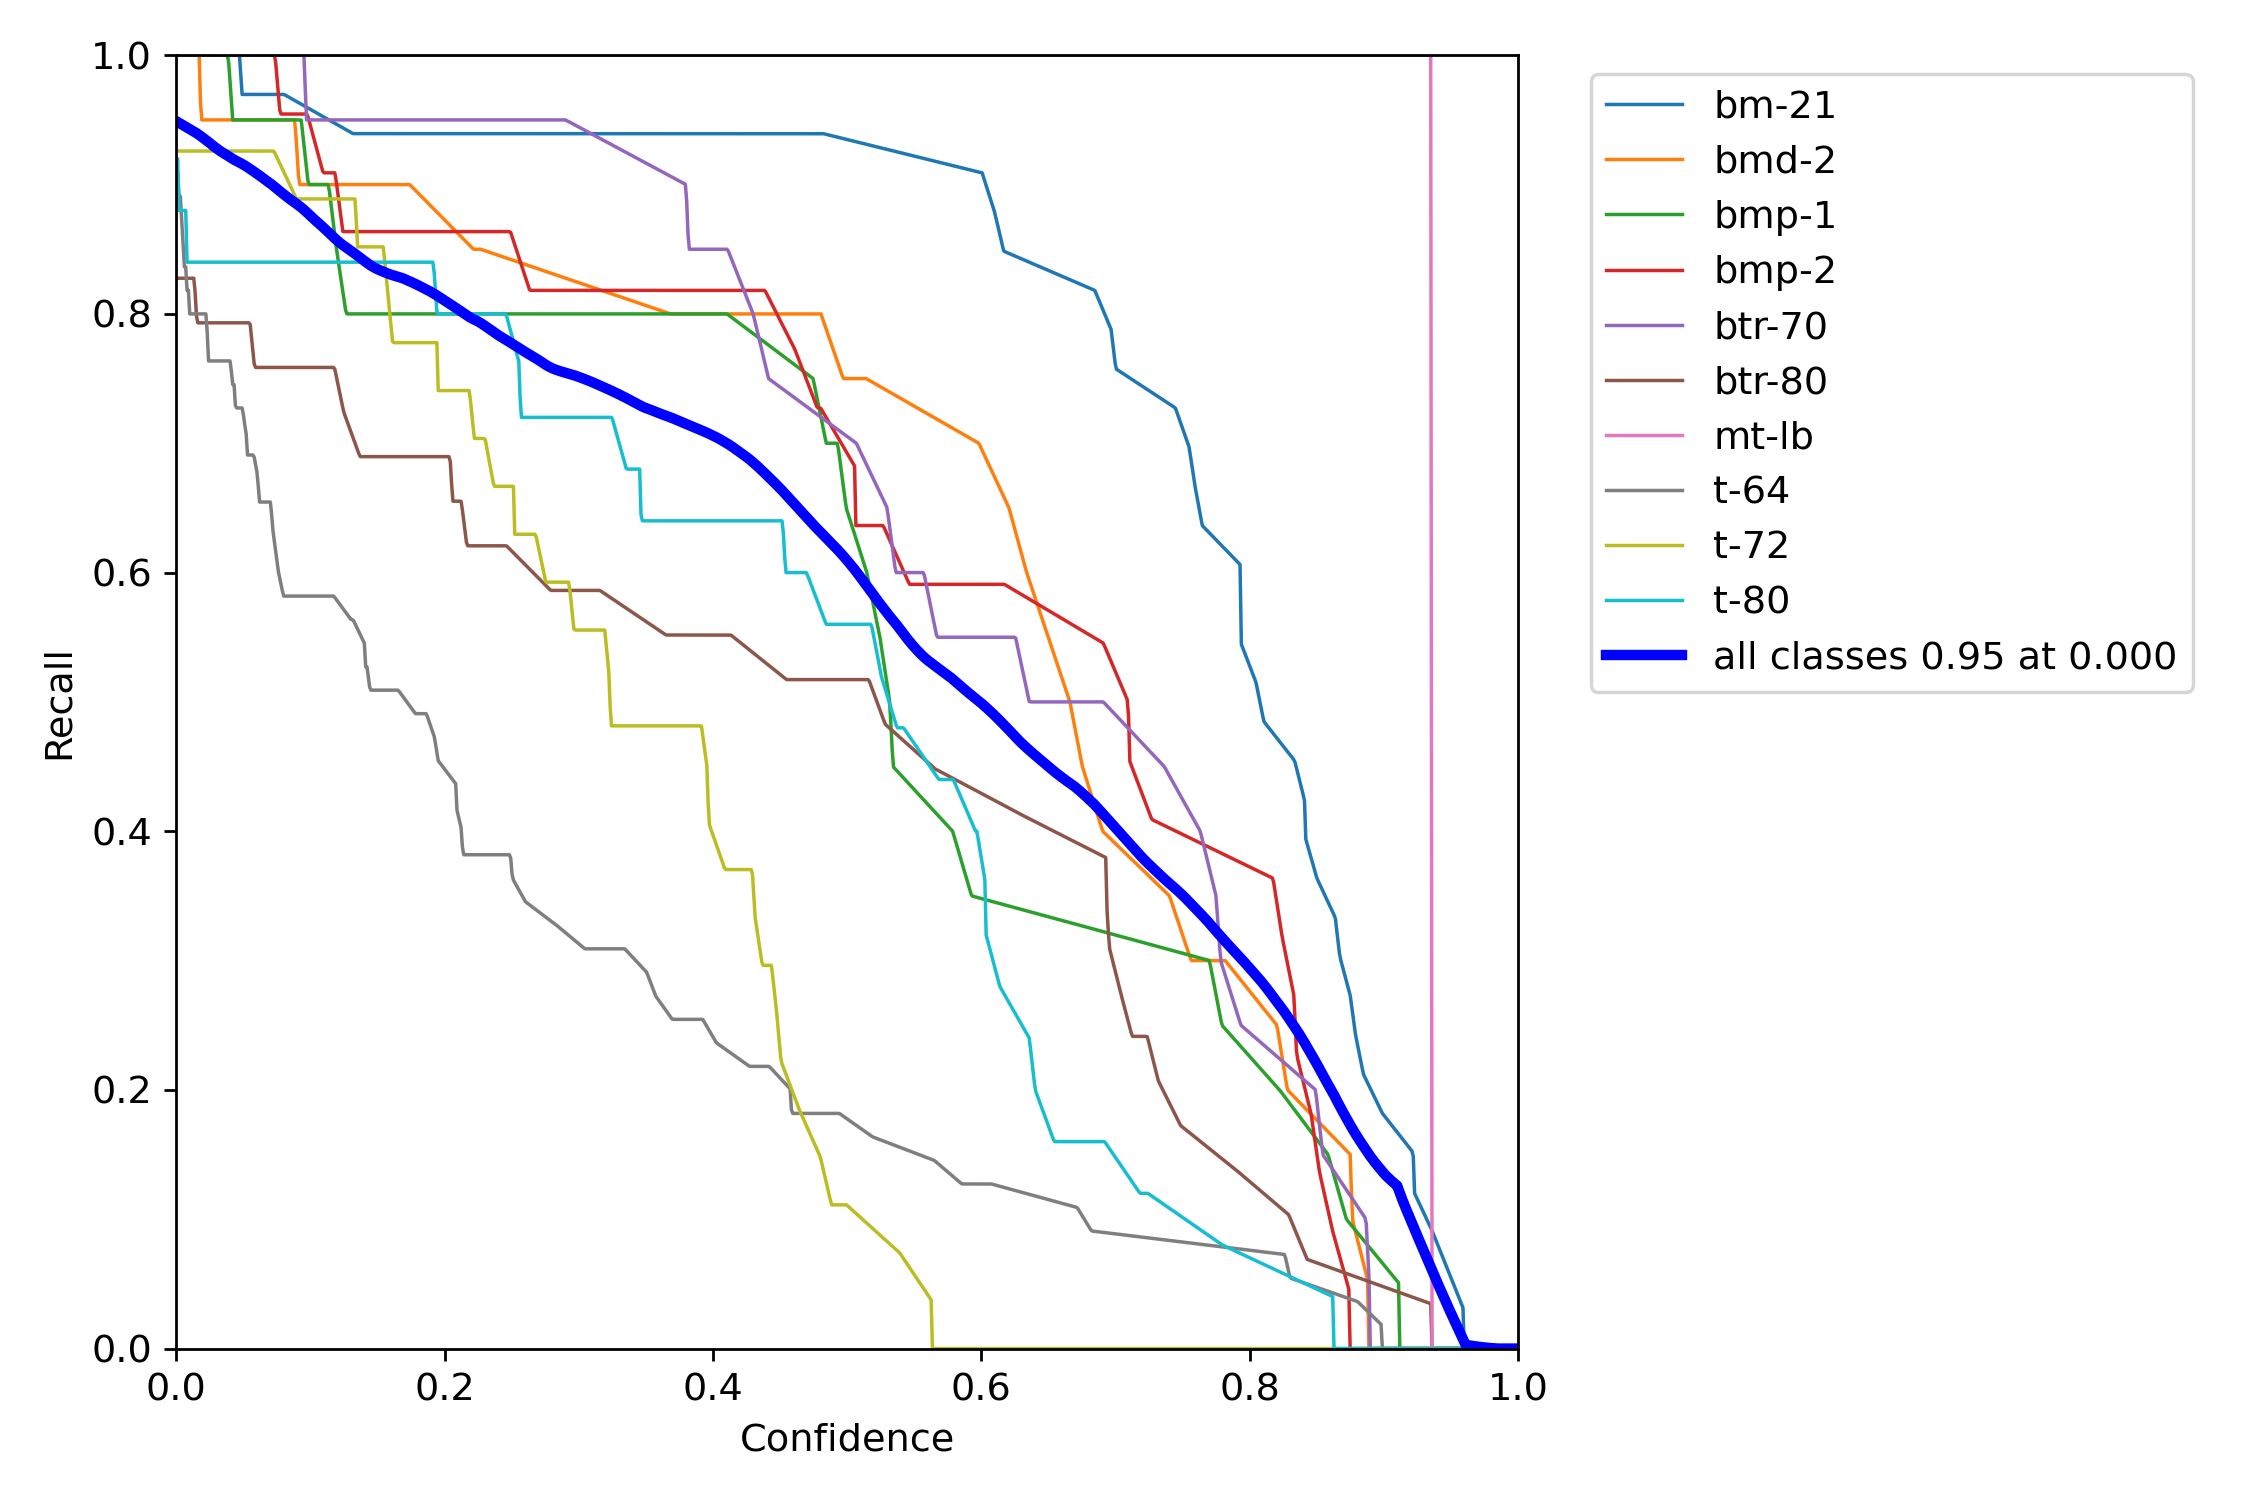 1.0
0.8
0.6
0.4
0.2
0.0
Recall
0.0 0.2 0.4 0.6 0.8 1.0
Confidence
bm-21
bmd-2
bmp-1
bmp-2
btr-70
btr-80
mt-lb
t-64
t-72
t-80
all classes 0.95 at 0.000